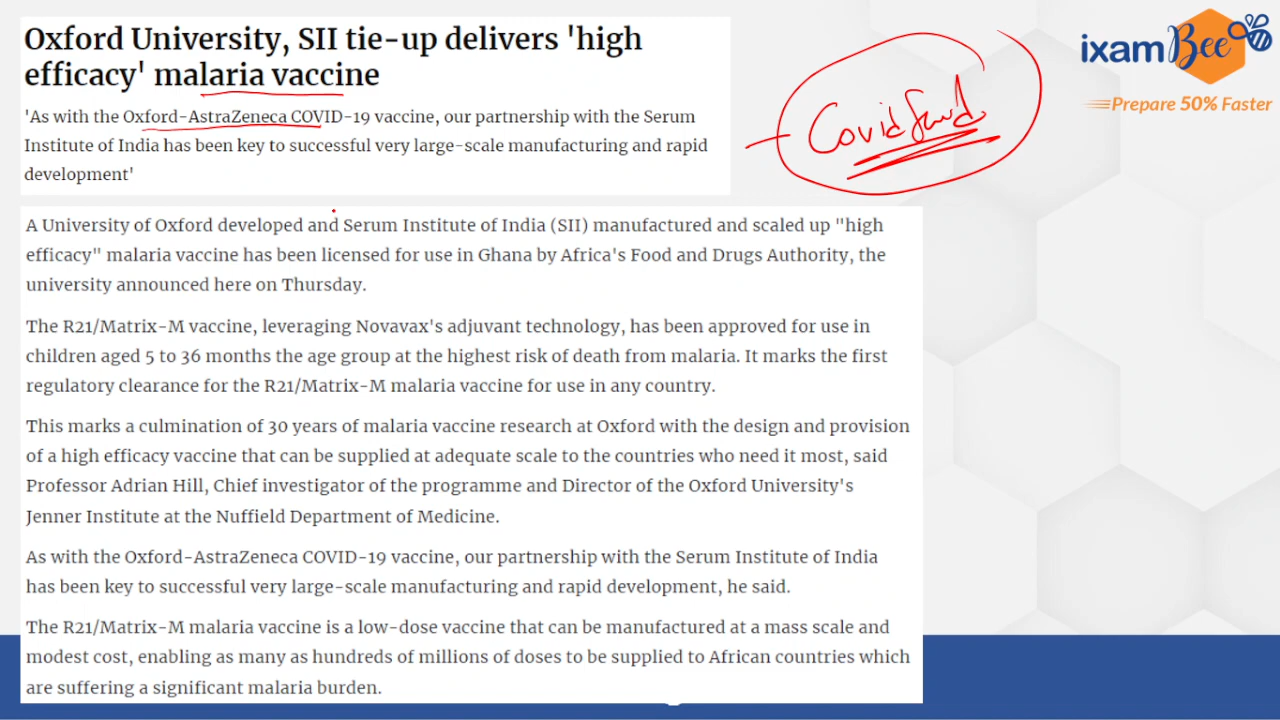 Oxford University, SII tie-up delivers 'high
efficacy' malaria vaccine
'As with the Oxford-AstraZeneca COVID-19 vaccine, our partnership with the Serum
Institute of India has been key to successful very large-scale manufacturing and rapid
development'
Covid
ixamBee
Prepare 50% Faster
A University of Oxford developed and Serum Institute of India (SII) manufactured and scaled up "high
efficacy" malaria vaccine has been licensed for use in Ghana by Africa's Food and Drugs Authority, the
university announced here on Thursday.
The R21/Matrix-M vaccine, leveraging Novavax's adjuvant technology, has been approved for use in
children aged 5 to 36 months the age group at the highest risk of death from malaria. It marks the first
regulatory clearance for the R21/Matrix-M malaria vaccine for use in any country.
This marks a culmination of 30 years of malaria vaccine research at Oxford with the design and provision
of a high efficacy vaccine that can be supplied at adequate scale to the countries who need it most, said
Professor Adrian Hill, Chief investigator of the programme and Director of the Oxford University's
Jenner Institute at the Nuffield Department of Medicine.
As with the Oxford-AstraZeneca COVID-19 vaccine, our partnership with the Serum Institute of India
has been key to successful very large-scale manufacturing and rapid development, he said.
The R21/Matrix-M malaria vaccine is a low-dose vaccine that can be manufactured at a mass scale and
modest cost, enabling as many as hundreds of millions of doses to be supplied to African countries which
are suffering a significant malaria burden.